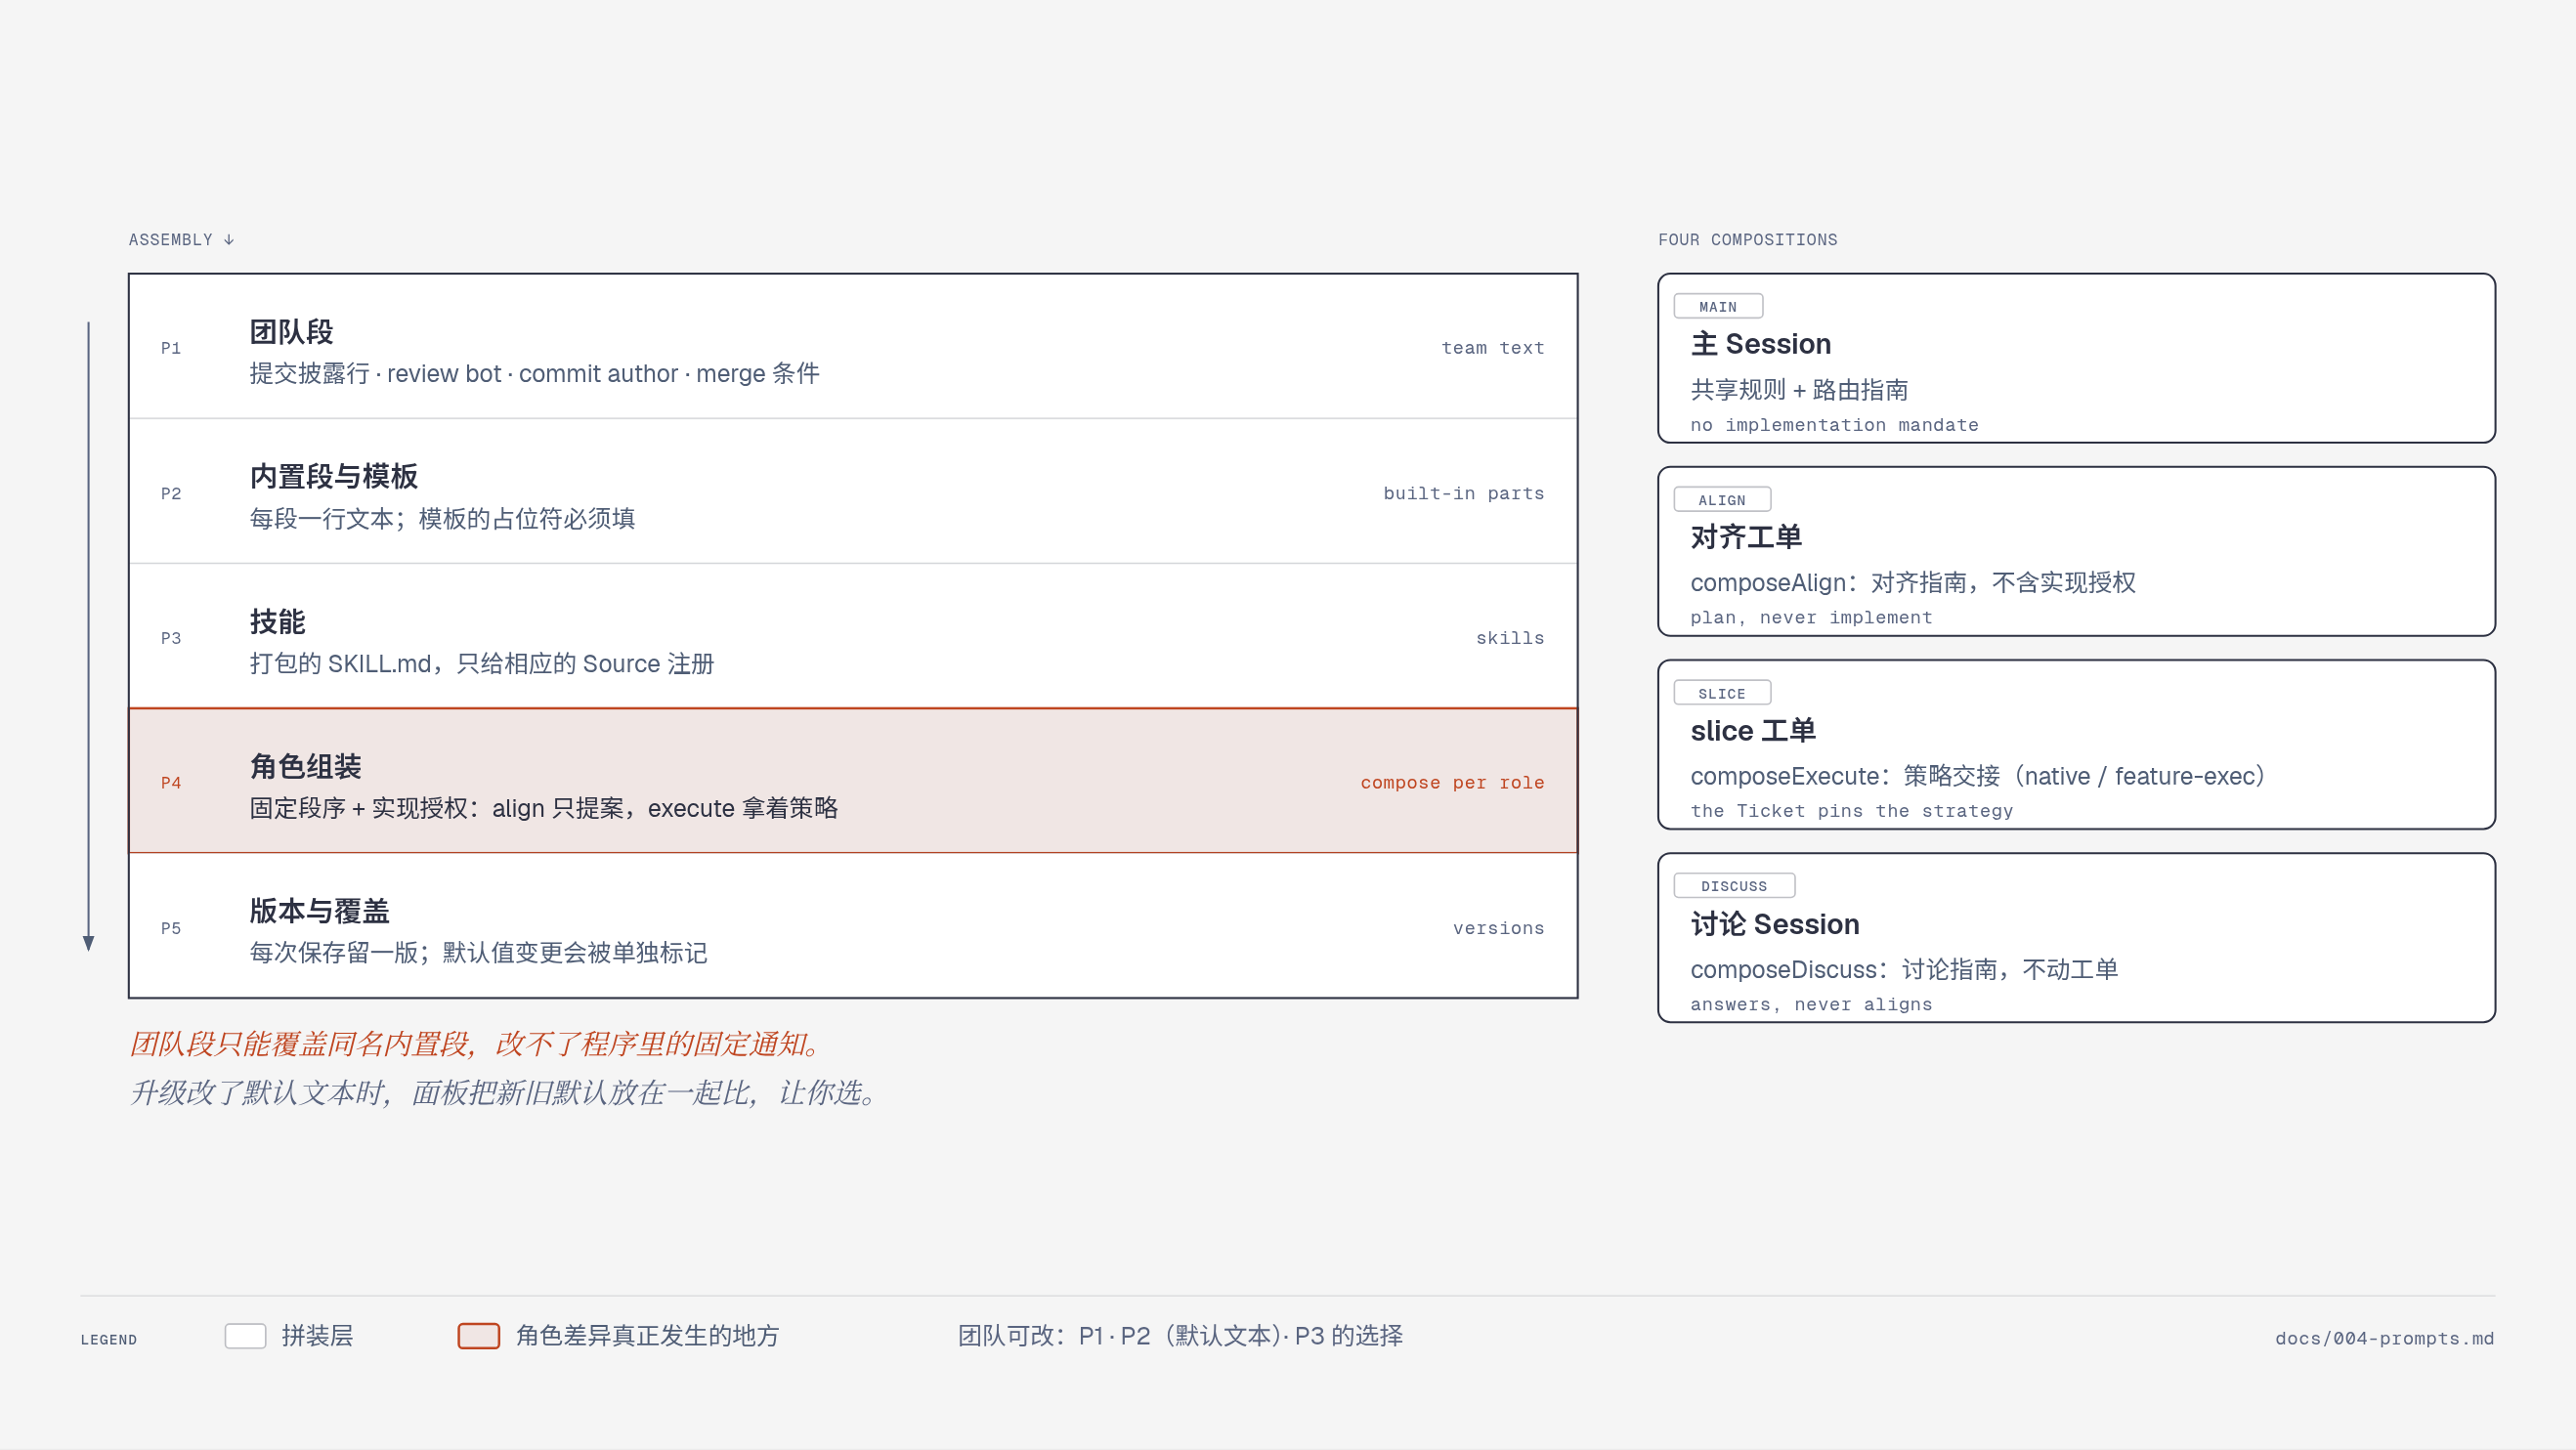 ASSEMBLY ↓
P1
团队段
提交披露行 · review bot · commit author · merge 条件
team text
P2
内置段与模板
每段一行文本；模板的占位符必须填
built-in parts
P3
技能
打包的 SKILL.md，只给相应的 Source 注册
skills
P4
角色组装
固定段序 + 实现授权：align 只提案，execute 拿着策略
compose per role
P5
版本与覆盖
每次保存留一版；默认值变更会被单独标记
versions
团队段只能覆盖同名内置段，改不了程序里的固定通知。
升级改了默认文本时，面板把新旧默认放在一起比，让你选。
FOUR COMPOSITIONS
MAIN
主 Session
共享规则 + 路由指南
no implementation mandate
ALIGN
对齐工单
composeAlign：对齐指南，不含实现授权
plan, never implement
SLICE
slice 工单
composeExecute：策略交接（native / feature-exec）
the Ticket pins the strategy
DISCUSS
讨论 Session
composeDiscuss：讨论指南，不动工单
answers, never aligns
LEGEND
拼装层
角色差异真正发生的地方
团队可改：P1 · P2（默认文本）· P3 的选择
docs/004-prompts.md